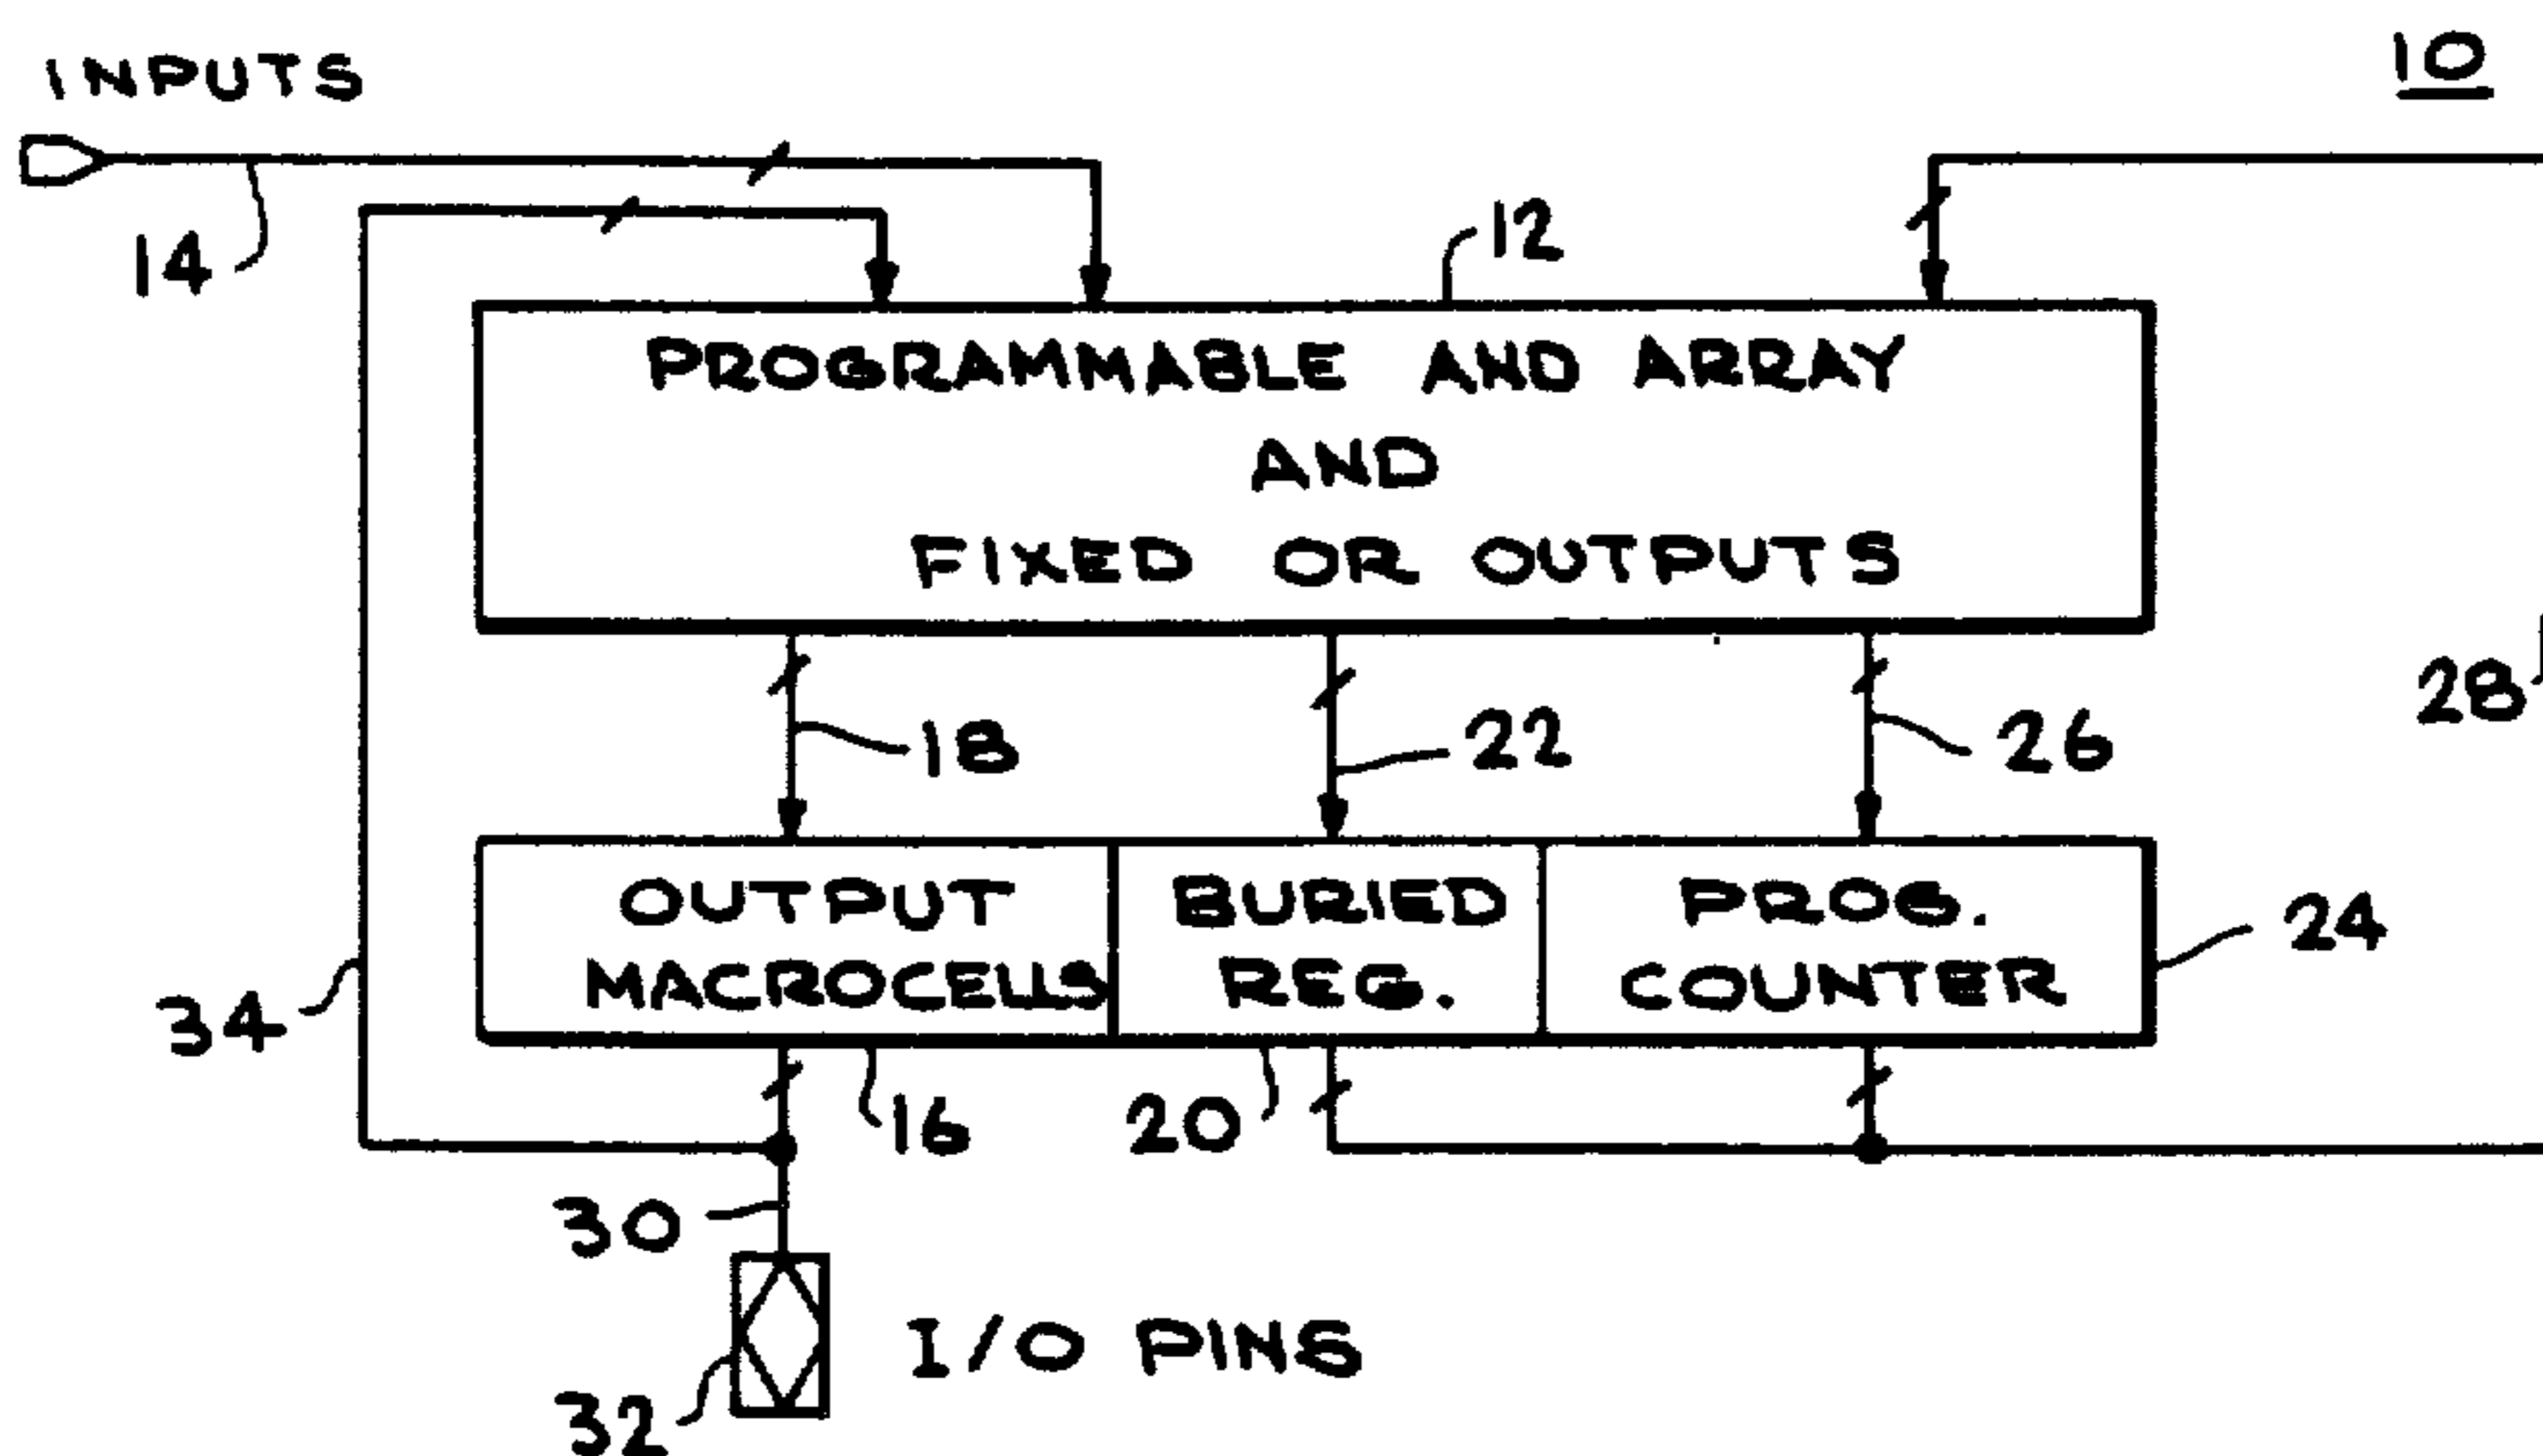 INPUTS
10
14
12
PROGRAMMABLE AND ARRAY
AND
FIXED OR OUTPUTS
18
22
26
28
OUTPUT
MACROCELLS
BURIED
REG.
PROG.
COUNTER
24
34
16
20
30
I/O PINS
32